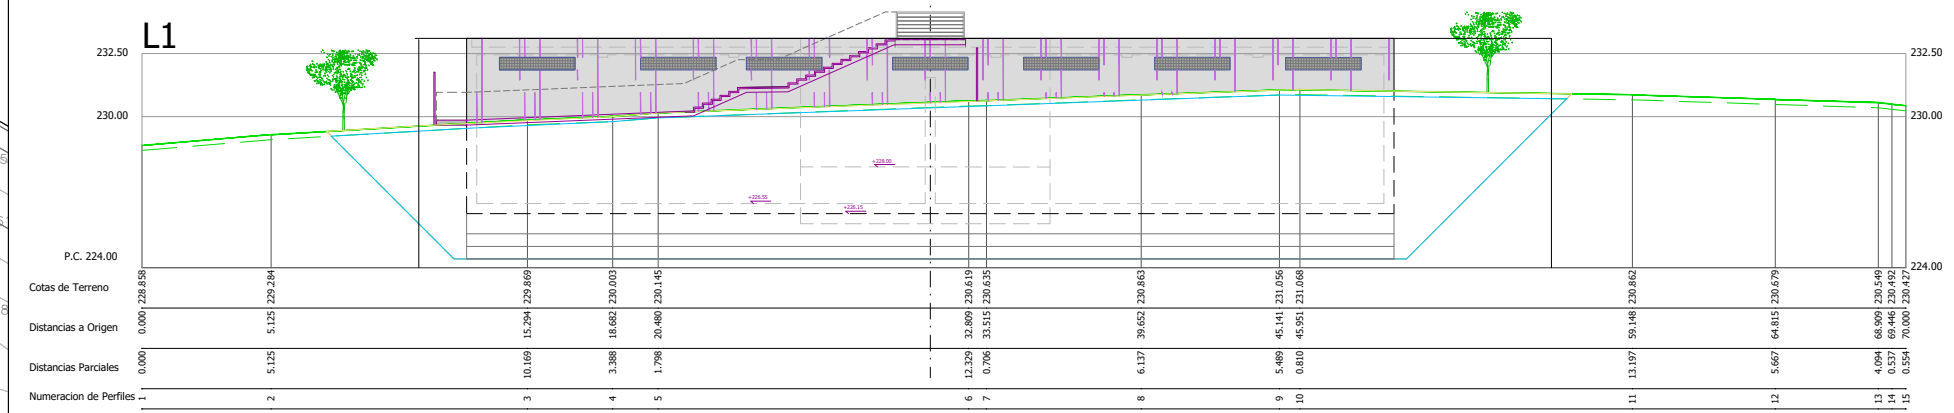 L1
232.50
232.50
230.00
230.00
+228.00
+226.55
+226.15
P.C. 224.00
224.00
Cotas de Terreno 228.858 229.284 229.869 230.003 230.145 230.619 230.635 230.863 231.056 231.068 230.862 230.679 230.549 230.492 230.427
Distancias a Origen 0.000 5.125 15.294 18.682 20.480 32.809 33.515 39.652 45.141 45.951 59.148 64.815 68.909 69.446 70.000
Distancias Parciales 0.000 5.125 10.169 3.388 1.798 12.329 0.706 6.137 5.489 0.810 13.197 5.667 4.094 0.537 0.554
Numeracion de Perfiles 1 2 3 4 5 6 7 8 9 10 11 12 13 14 15